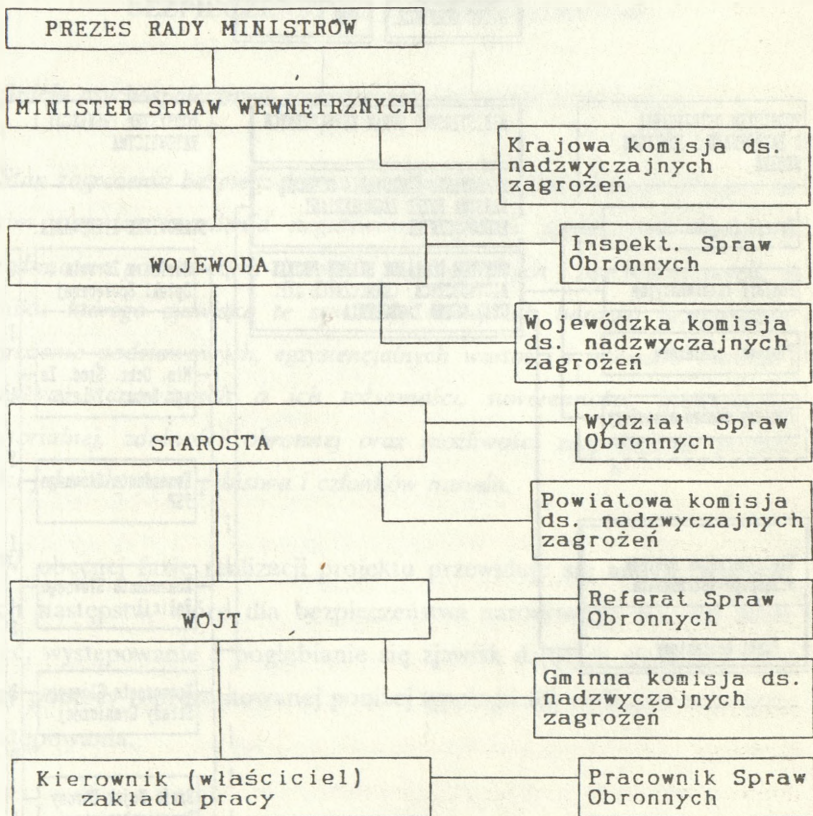 PREZES RADY MINISTRÓW
MINISTER SPRAW WEWNĘTRZNYCH
Krajowa komisja ds.
nadzwyczajnych
zagrożeń
WOJEWODA
Inspekt. Spraw
Obronnych
Wojewódzka komisja
ds. nadzwyczajnych
zagrożeń
STAROSTA
Wydział Spraw
Obronnych
Powiatowa komisja
ds. nadzwyczajnych
zagrożeń
WÓJT
Referat Spraw
Obronnych
Gminna komisja ds.
nadzwyczajnych
zagrożeń
Kierownik (właściciel)
zakładu pracy
Pracownik Spraw
Obronnych